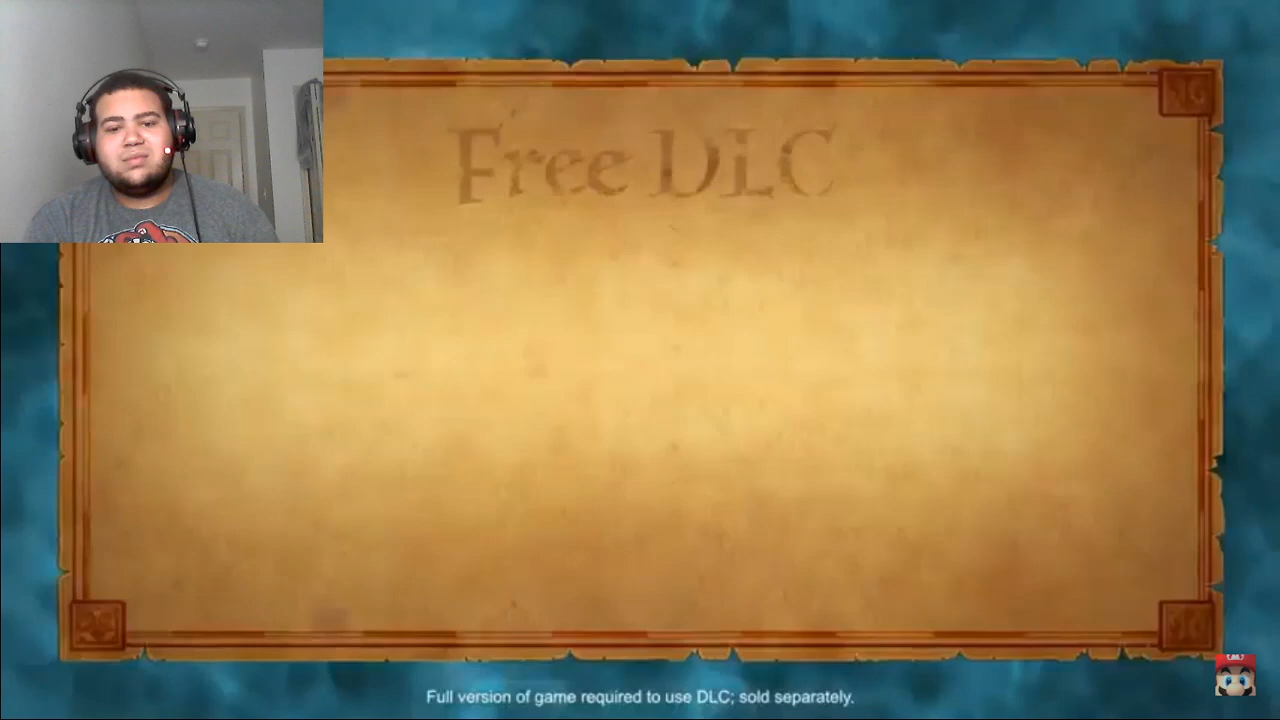 Free DLC
Full version of game required to use DLC; sold separately.